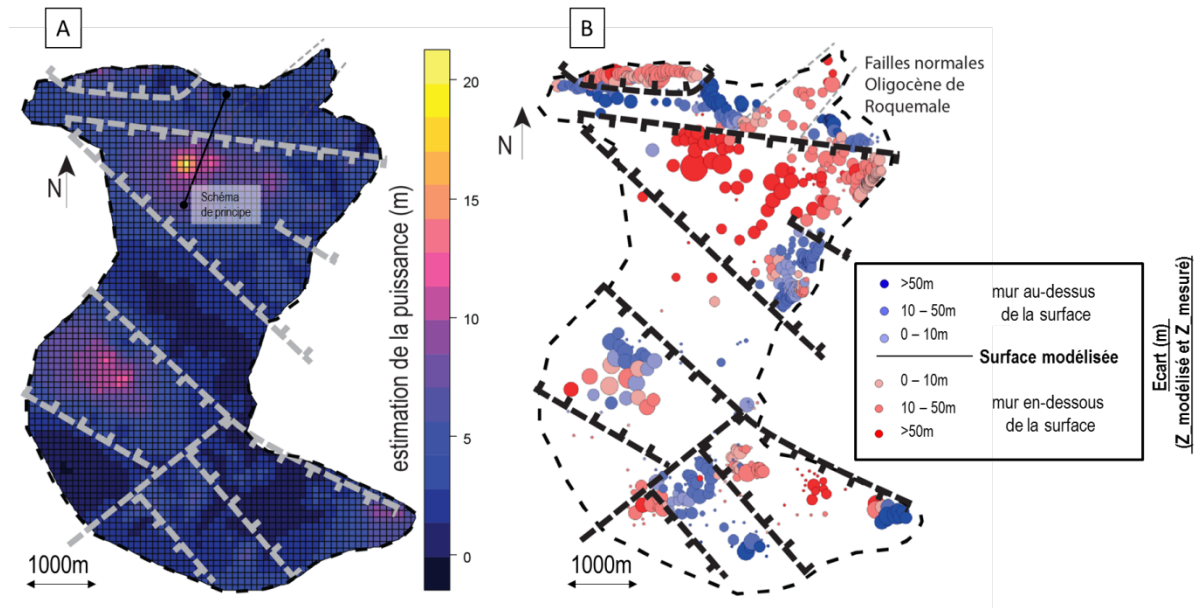 A
N
Schéma
de principe
1000m
20
15
10
5
0
estimation de la puissance (m)
B
Failles normales
Oligocène de
Roquemale
N
1000m
>50m
10 – 50m
0 – 10m
mur au-dessus
de la surface
Surface modélisée
0 – 10m
10 – 50m
>50m
mur en-dessous
de la surface
Ecart (m)
(Z_modélisé et Z_mesuré)